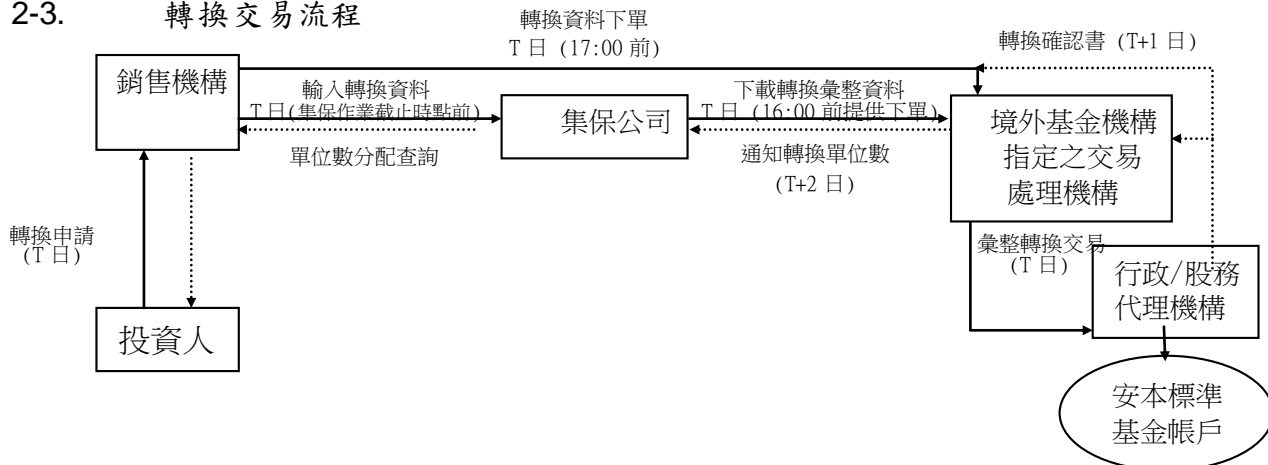 2-3. 轉換交易流程
轉換資料下單
T 日 (17:00 前)
轉換確認書 (T+1 日)
銷售機構
輸入轉換資料
T 日(集保作業截止時點前)
集保公司
下載轉換彙整資料
T 日 (16:00 前提供下單)
境外基金機構
指定之交易
處理機構
單位數分配查詢
通知轉換單位數
(T+2 日)
轉換申請
(T 日)
彙整轉換交易
(T 日)
行政/股務
代理機構
投資人
安本標準
基金帳戶